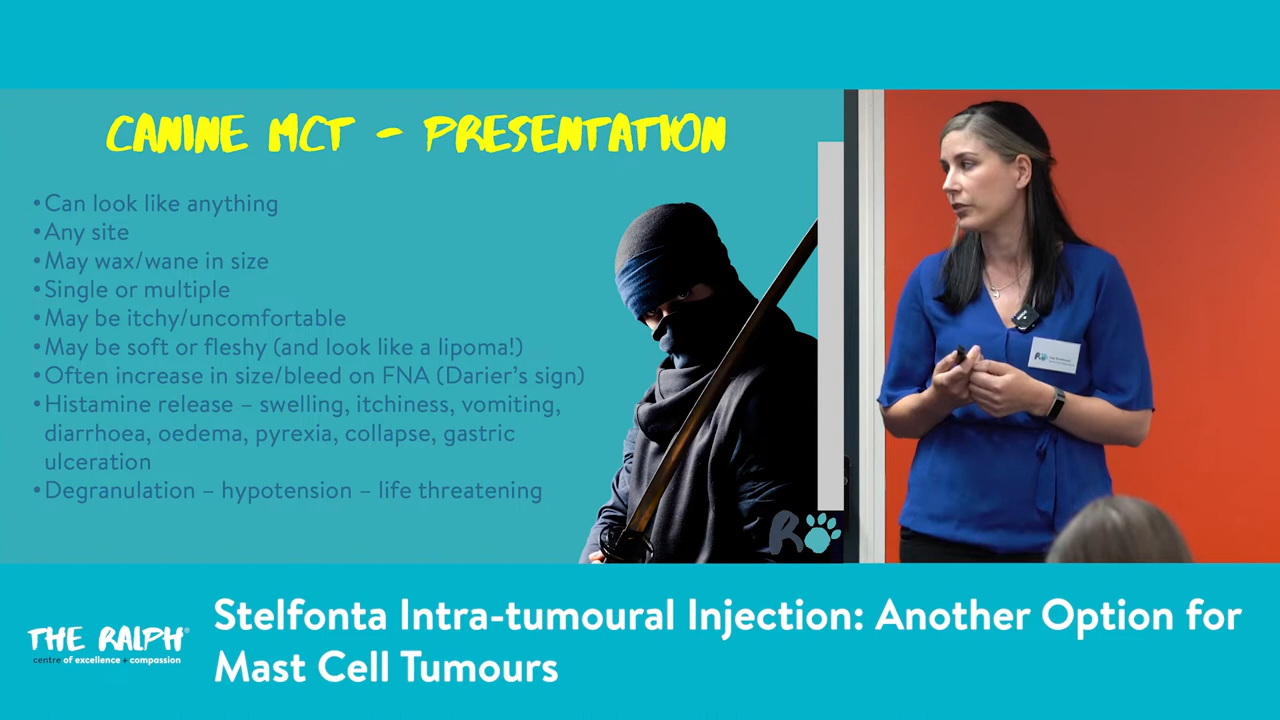 CANINE MCT - PRESENTATION
• Can look like anything
• Any site
• May wax/wane in size
• Single or multiple
• May be itchy/uncomfortable
• May be soft or fleshy (and look like a lipoma!)
• Often increase in size/bleed on FNA (Darier's sign)
• Histamine release – swelling, itchiness, vomiting,
diarrhoea, oedema, pyrexia, collapse, gastric
ulceration
• Degranulation – hypotension – life threatening
R
THE RALPH®
centre of excellence + compassion
Stelfonta Intra-tumoural Injection: Another Option for
Mast Cell Tumours